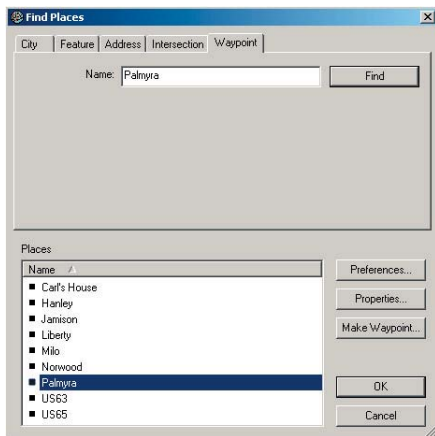 Find Places
City Feature Address Intersection Waypoint
Name: Palmyra Find
Places
Name
Carl's House
Hanley
Jamison
Liberty
Milo
Norwood
Palmyra
US63
US65
Preferences...
Properties...
Make Waypoint...
OK
Cancel